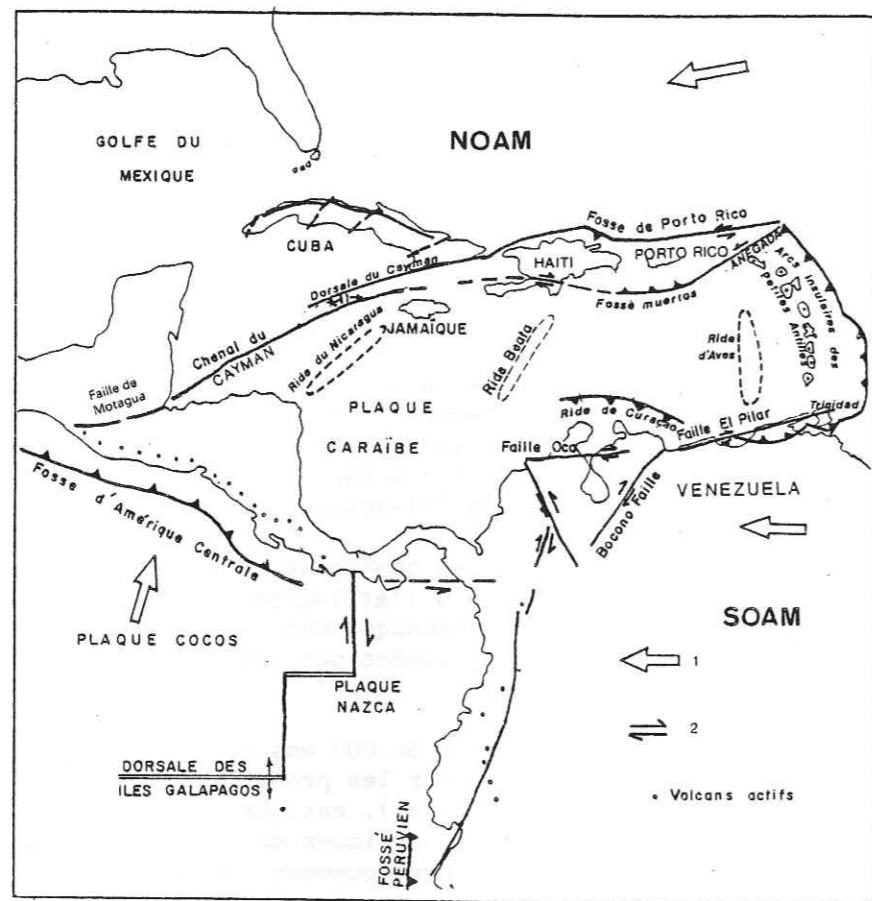 GOLFE DU
MEXIQUE
NOAM
CUBA
Fosse de Porto Rico
HAITI
PORTO RICO
ANEGADA
Arcs Insulaires des
Petites Antilles
Dorsale du Cayman
Fossé muertos
JAMAÏQUE
Chenal du
CAYMAN
Ride du Nicaragua
Ride Beata
Ride
d'Aves
Faille de
Motagua
PLAQUE
CARAÏBE
Ride de Curaçao
Trinidad
Faille El Pilar
Faille Oca
Fosse d'Amérique Centrale
VENEZUELA
Bocono Faille
PLAQUE COCOS
SOAM
1
PLAQUE
NAZCA
2
DORSALE DES
ILES GALAPAGOS
Volcans actifs
FOSSÉ
PERUVIEN